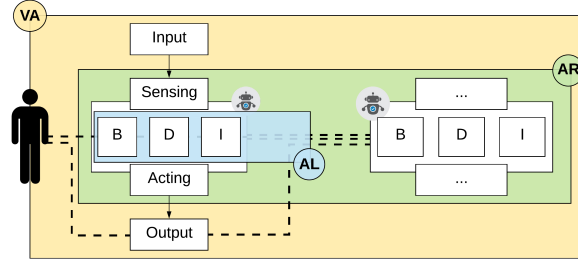 VA
Input
AR
Sensing
...
B D I
B D I
AL
Acting
...
Output